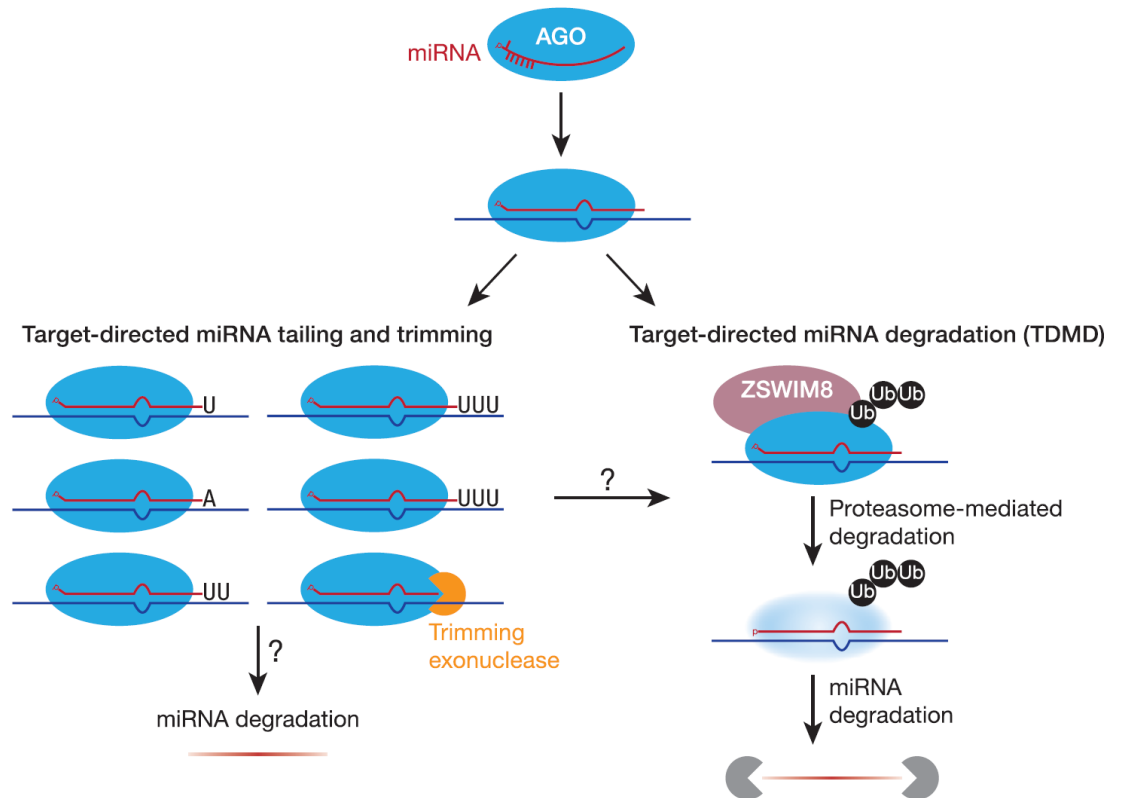 AGO
miRNA
Target-directed miRNA tailing and trimming
U
UUU
A
UUU
UU
Trimming
exonuclease
?
miRNA degradation
?
Target-directed miRNA degradation (TDMD)
ZSWIM8
Ub Ub Ub
Proteasome-mediated
degradation
Ub Ub Ub
miRNA
degradation